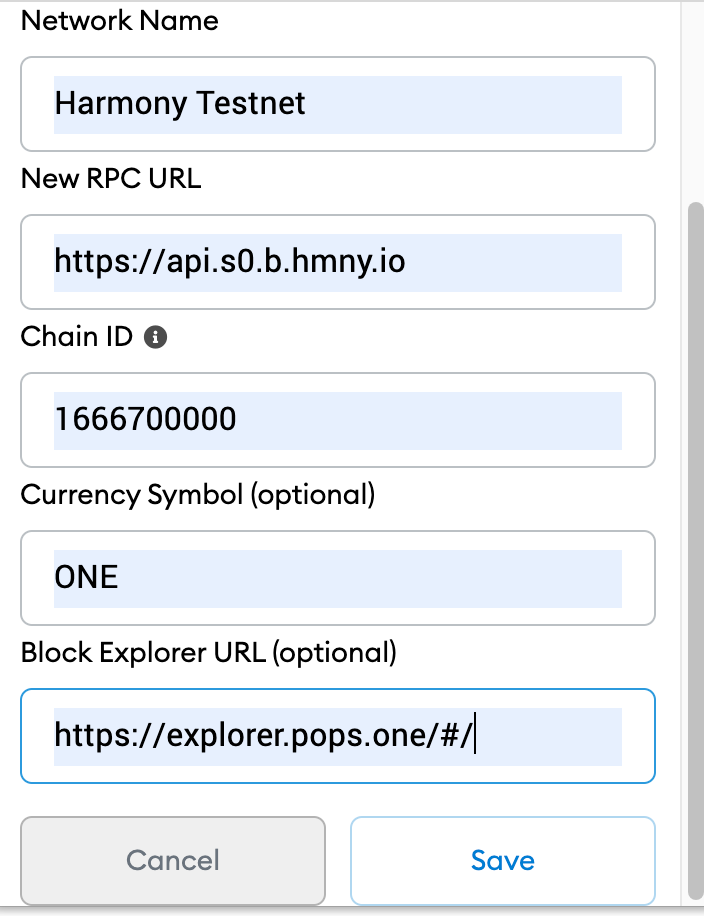 Network Name
Harmony Testnet
New RPC URL
https://api.s0.b.hmny.io
Chain ID
1666700000
Currency Symbol (optional)
ONE
Block Explorer URL (optional)
https://explorer.pops.one/#/
Cancel Save